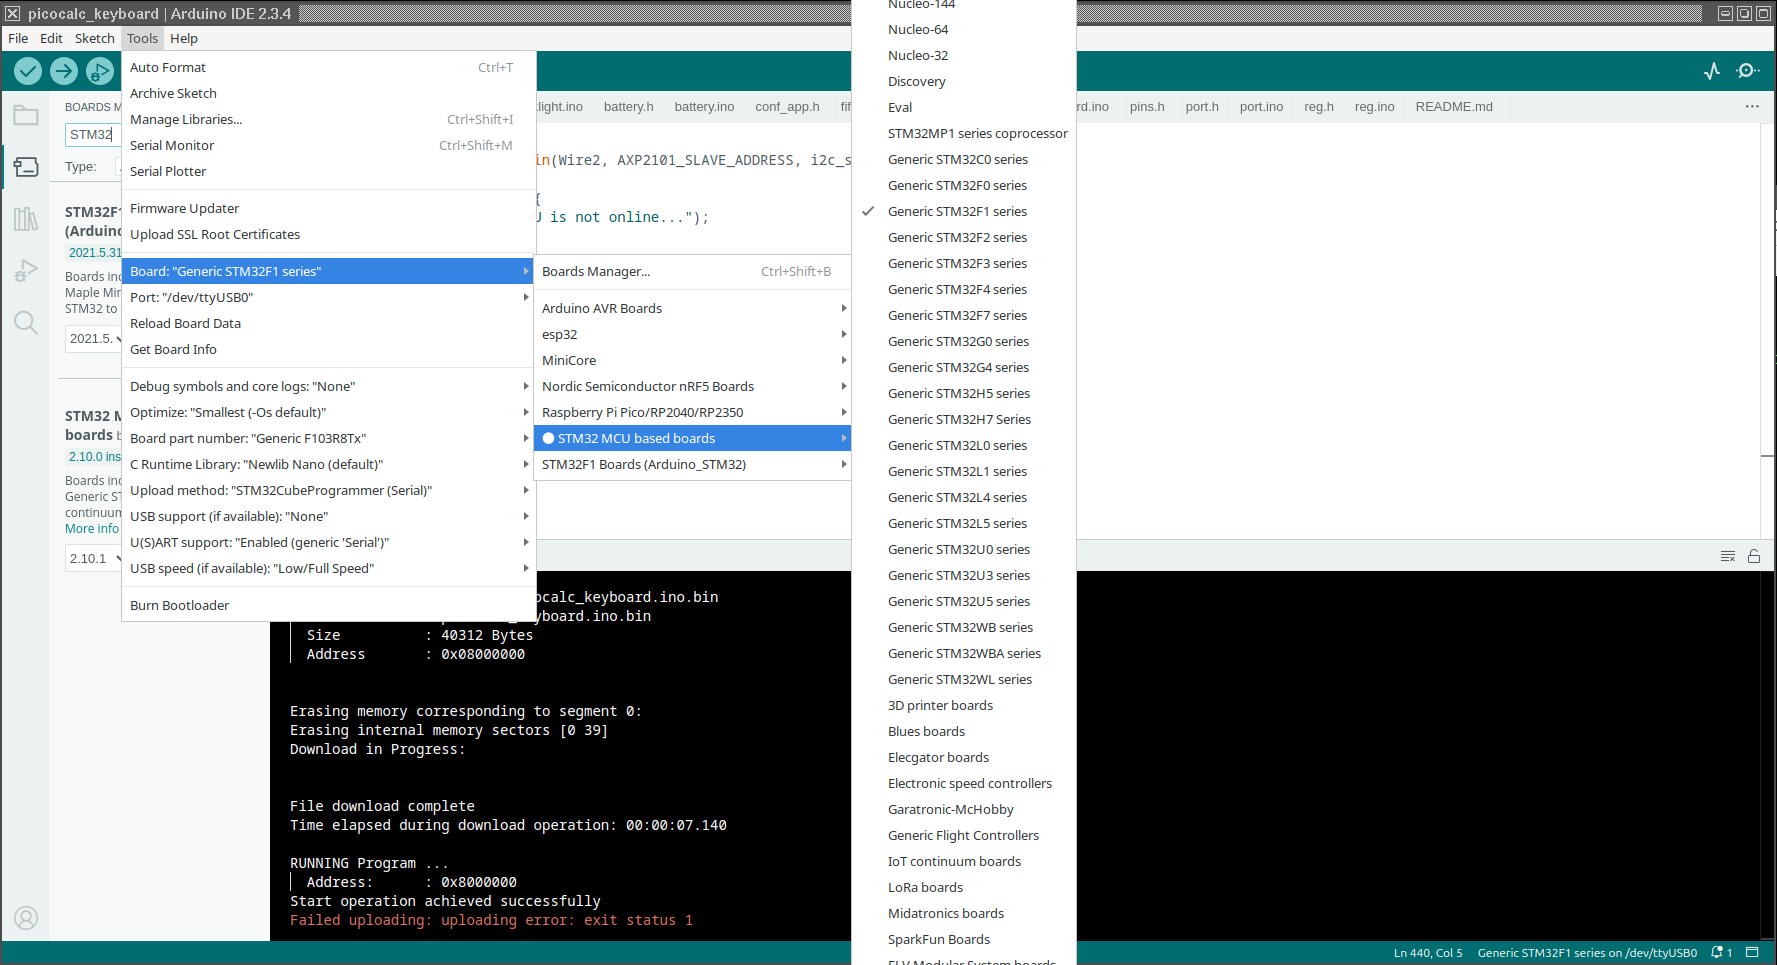 picocalc_keyboard | Arduino IDE 2.3.4
File Edit Sketch Tools Help
BOARDS M
STM32
Type:
STM32F1
(Arduino
2021.5.31
Boards inc
Maple Min
STM32 to
2021.5.
STM32 M
boards b
2.10.0 ins
Boards inc
Generic ST
continuum
More info
2.10.1
Auto Format Ctrl+T
Archive Sketch
Manage Libraries... Ctrl+Shift+I
Serial Monitor Ctrl+Shift+M
Serial Plotter
Firmware Updater
Upload SSL Root Certificates
Board: "Generic STM32F1 series"
Port: "/dev/ttyUSB0"
Reload Board Data
Get Board Info
Debug symbols and core logs: "None"
Optimize: "Smallest (-Os default)"
Board part number: "Generic F103R8Tx"
C Runtime Library: "Newlib Nano (default)"
Upload method: "STM32CubeProgrammer (Serial)"
USB support (if available): "None"
U(S)ART support: "Enabled (generic 'Serial')"
USB speed (if available): "Low/Full Speed"
Burn Bootloader
Boards Manager... Ctrl+Shift+B
Arduino AVR Boards
esp32
MiniCore
Nordic Semiconductor nRF5 Boards
Raspberry Pi Pico/RP2040/RP2350
STM32 MCU based boards
STM32F1 Boards (Arduino_STM32)
Nucleo-144
Nucleo-64
Nucleo-32
Discovery
Eval
STM32MP1 series coprocessor
Generic STM32C0 series
Generic STM32F0 series
Generic STM32F1 series
Generic STM32F2 series
Generic STM32F3 series
Generic STM32F4 series
Generic STM32F7 series
Generic STM32G0 series
Generic STM32G4 series
Generic STM32H5 series
Generic STM32H7 Series
Generic STM32L0 series
Generic STM32L1 series
Generic STM32L4 series
Generic STM32L5 series
Generic STM32U0 series
Generic STM32U3 series
Generic STM32U5 series
Generic STM32WB series
Generic STM32WBA series
Generic STM32WL series
3D printer boards
Blues boards
Elecgator boards
Electronic speed controllers
Garatronic-McHobby
Generic Flight Controllers
IoT continuum boards
LoRa boards
Midatronics boards
SparkFun Boards
ELV Modular System boards
light.ino battery.h battery.ino conf_app.h fif rd.ino pins.h port.h port.ino reg.h reg.ino README.md
in(Wire2, AXP2101_SLAVE_ADDRESS, i2c_s
{
U is not online...");
ocalc_keyboard.ino.bin
yboard.ino.bin
Size : 40312 Bytes
Address : 0x08000000
Erasing memory corresponding to segment 0:
Erasing internal memory sectors [0 39]
Download in Progress:
File download complete
Time elapsed during download operation: 00:00:07.140
RUNNING Program ...
Address: : 0x8000000
Start operation achieved successfully
Failed uploading: uploading error: exit status 1
Ln 440, Col 5 Generic STM32F1 series on /dev/ttyUSB0 1